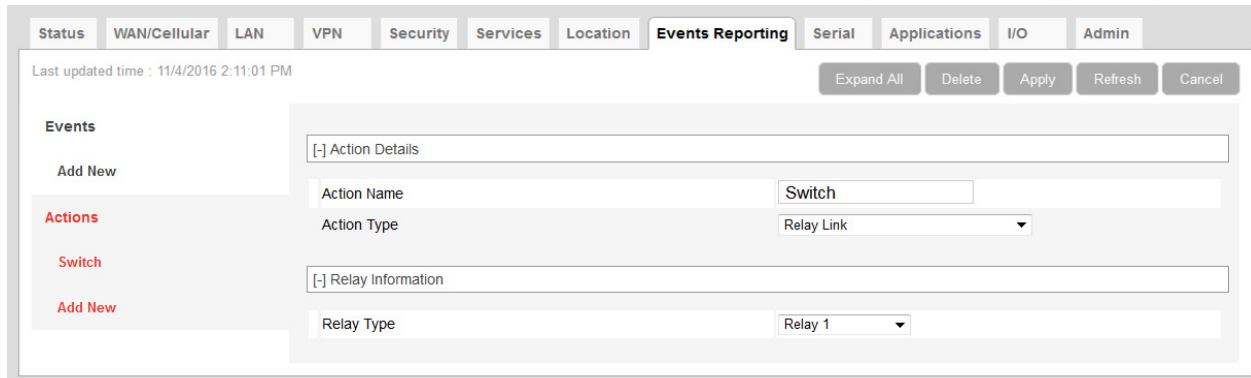 Status WAN/Cellular LAN VPN Security Services Location Events Reporting Serial Applications I/O Admin
Last updated time : 11/4/2016 2:11:01 PM
Expand All Delete Apply Refresh Cancel
Events
Add New
Actions
Switch
Add New
[-] Action Details
Action Name Switch
Action Type Relay Link
[-] Relay Information
Relay Type Relay 1